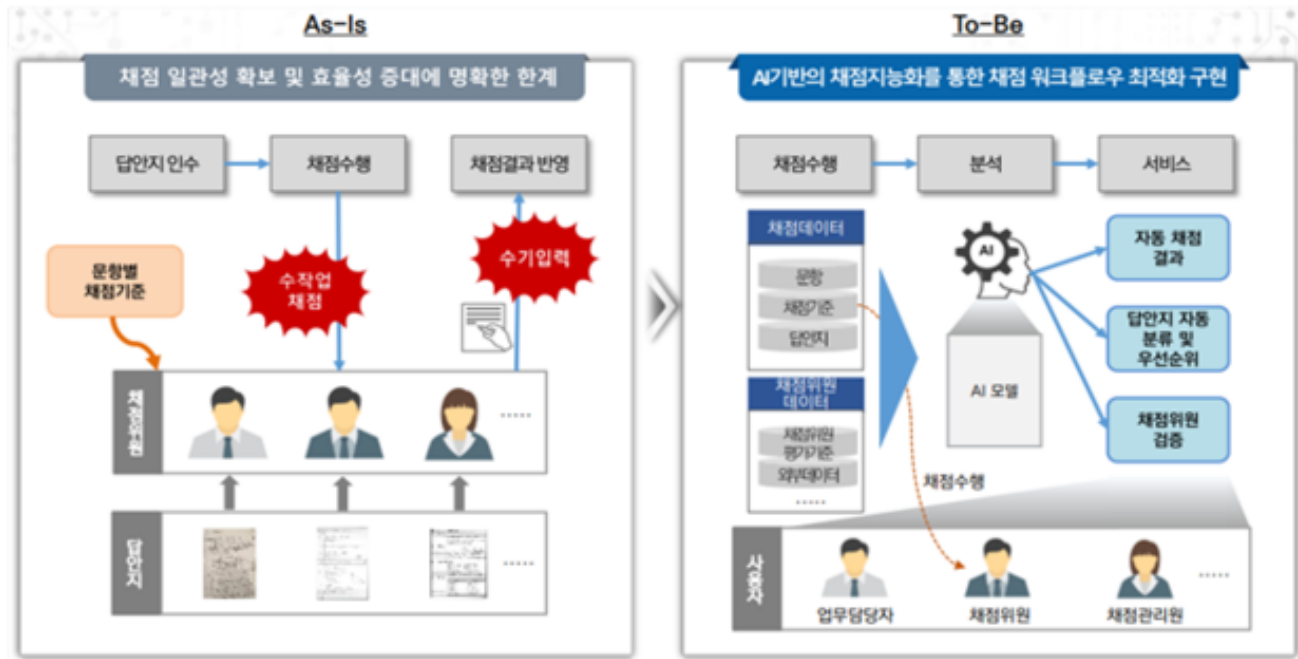 As-Is
채점 일관성 확보 및 효율성 증대에 명확한 한계
답안지 인수
채점수행
채점결과 반영
문항별
채점기준
수작업
채점
수기입력
채점위원
.....
답안지
.....
To-Be
AI기반의 채점지능화를 통한 채점 워크플로우 최적화 구현
채점수행
분석
서비스
채점데이터
문항
채점기준
답안지
채점위원
데이터
채점위원
평가기준
외부데이터
.....
AI
AI 모델
자동 채점
결과
답안지 자동
분류 및
우선순위
채점위원
검증
채점수행
사용자
업무담당자
채점위원
채점관리원
.....